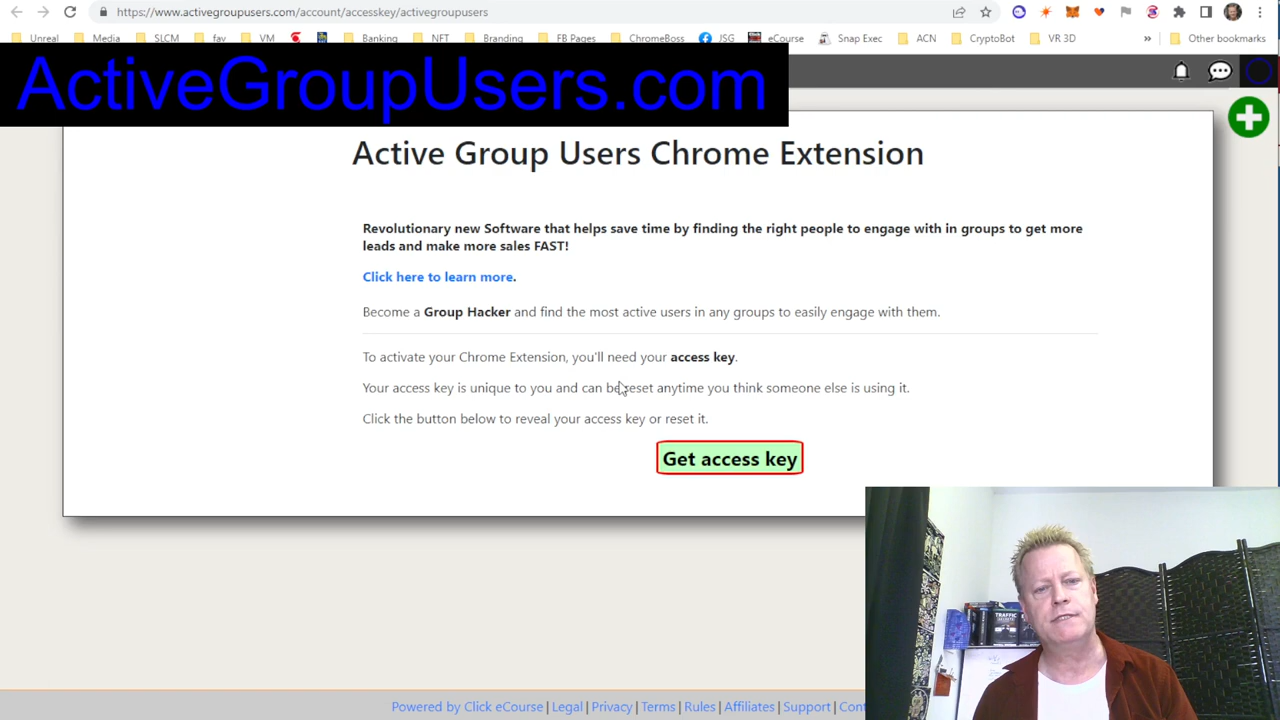 https://www.activegroupusers.com/account/accesskey/activegroupusers
Unreal Media SLCM fav VM Banking NFT Branding FB Pages ChromeBoss JSG eCourse Snap Exec ACN CryptoBot VR 3D » Other bookmarks
ActiveGroupUsers.com
Active Group Users Chrome Extension
Revolutionary new Software that helps save time by finding the right people to engage with in groups to get more
leads and make more sales FAST!
Click here to learn more.
Become a Group Hacker and find the most active users in any groups to easily engage with them.
To activate your Chrome Extension, you'll need your access key.
Your access key is unique to you and can be reset anytime you think someone else is using it.
Click the button below to reveal your access key or reset it.
Get access key
TRAFFIC
Powered by Click eCourse | Legal | Privacy | Terms | Rules | Affiliates | Support | Cont